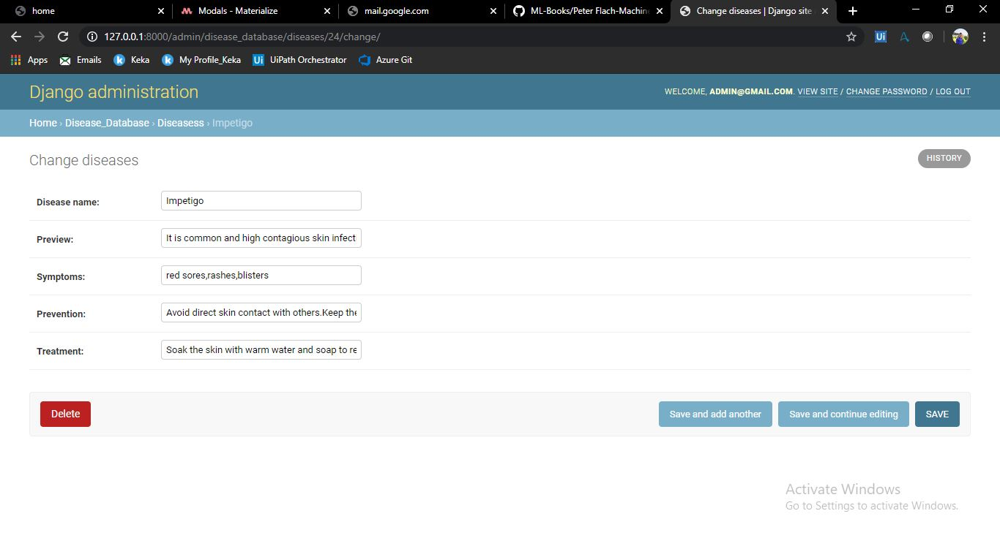 home
Modals - Materialize
mail.google.com
ML-Books/Peter Flach-Machin
Change diseases | Django site
127.0.0.1:8000/admin/disease_database/diseases/24/change/
Apps Emails Keka My Profile_Keka UiPath Orchestrator Azure Git
Django administration
WELCOME, ADMIN@GMAIL.COM. VIEW SITE / CHANGE PASSWORD / LOG OUT
Home › Disease_Database › Diseasess › Impetigo
Change diseases
HISTORY
Disease name: Impetigo
Preview: It is common and high contagious skin infect
Symptoms: red sores,rashes,blisters
Prevention: Avoid direct skin contact with others.Keep the
Treatment: Soak the skin with warm water and soap to re
Delete
Save and add another
Save and continue editing
SAVE
Activate Windows
Go to Settings to activate Windows.